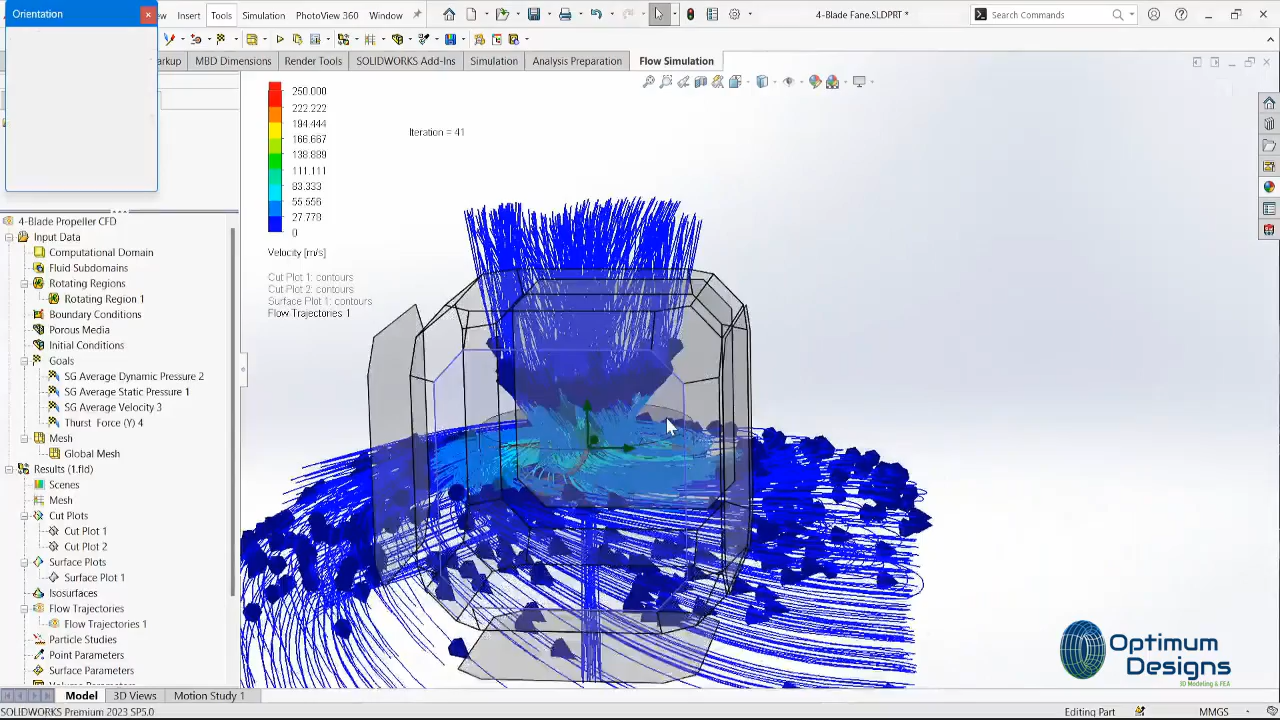 Orientation
Insert Tools Simulation PhotoView 360 Window
4-Blade Fane.SLDPRT *
Search Commands
MBD Dimensions Render Tools SOLIDWORKS Add-Ins Simulation Analysis Preparation Flow Simulation
250.000
222.222
194.444
166.667
138.889
111.111
83.333
55.556
27.778
0
Velocity [m/s]
Iteration = 41
Cut Plot 1: contours
Cut Plot 2: contours
Surface Plot 1: contours
Flow Trajectories 1
4-Blade Propeller CFD
Input Data
Computational Domain
Fluid Subdomains
Rotating Regions
Rotating Region 1
Boundary Conditions
Porous Media
Initial Conditions
Goals
SG Average Dynamic Pressure 2
SG Average Static Pressure 1
SG Average Velocity 3
Thurst Force (Y) 4
Mesh
Global Mesh
Results (1.fld)
Scenes
Mesh
Cut Plots
Cut Plot 1
Cut Plot 2
Surface Plots
Surface Plot 1
Isosurfaces
Flow Trajectories
Flow Trajectories 1
Particle Studies
Point Parameters
Surface Parameters
Model 3D Views Motion Study 1
SOLIDWORKS Premium 2023 SP5.0
Editing Part
MMGS
Optimum
Designs
3D Modeling & FEA